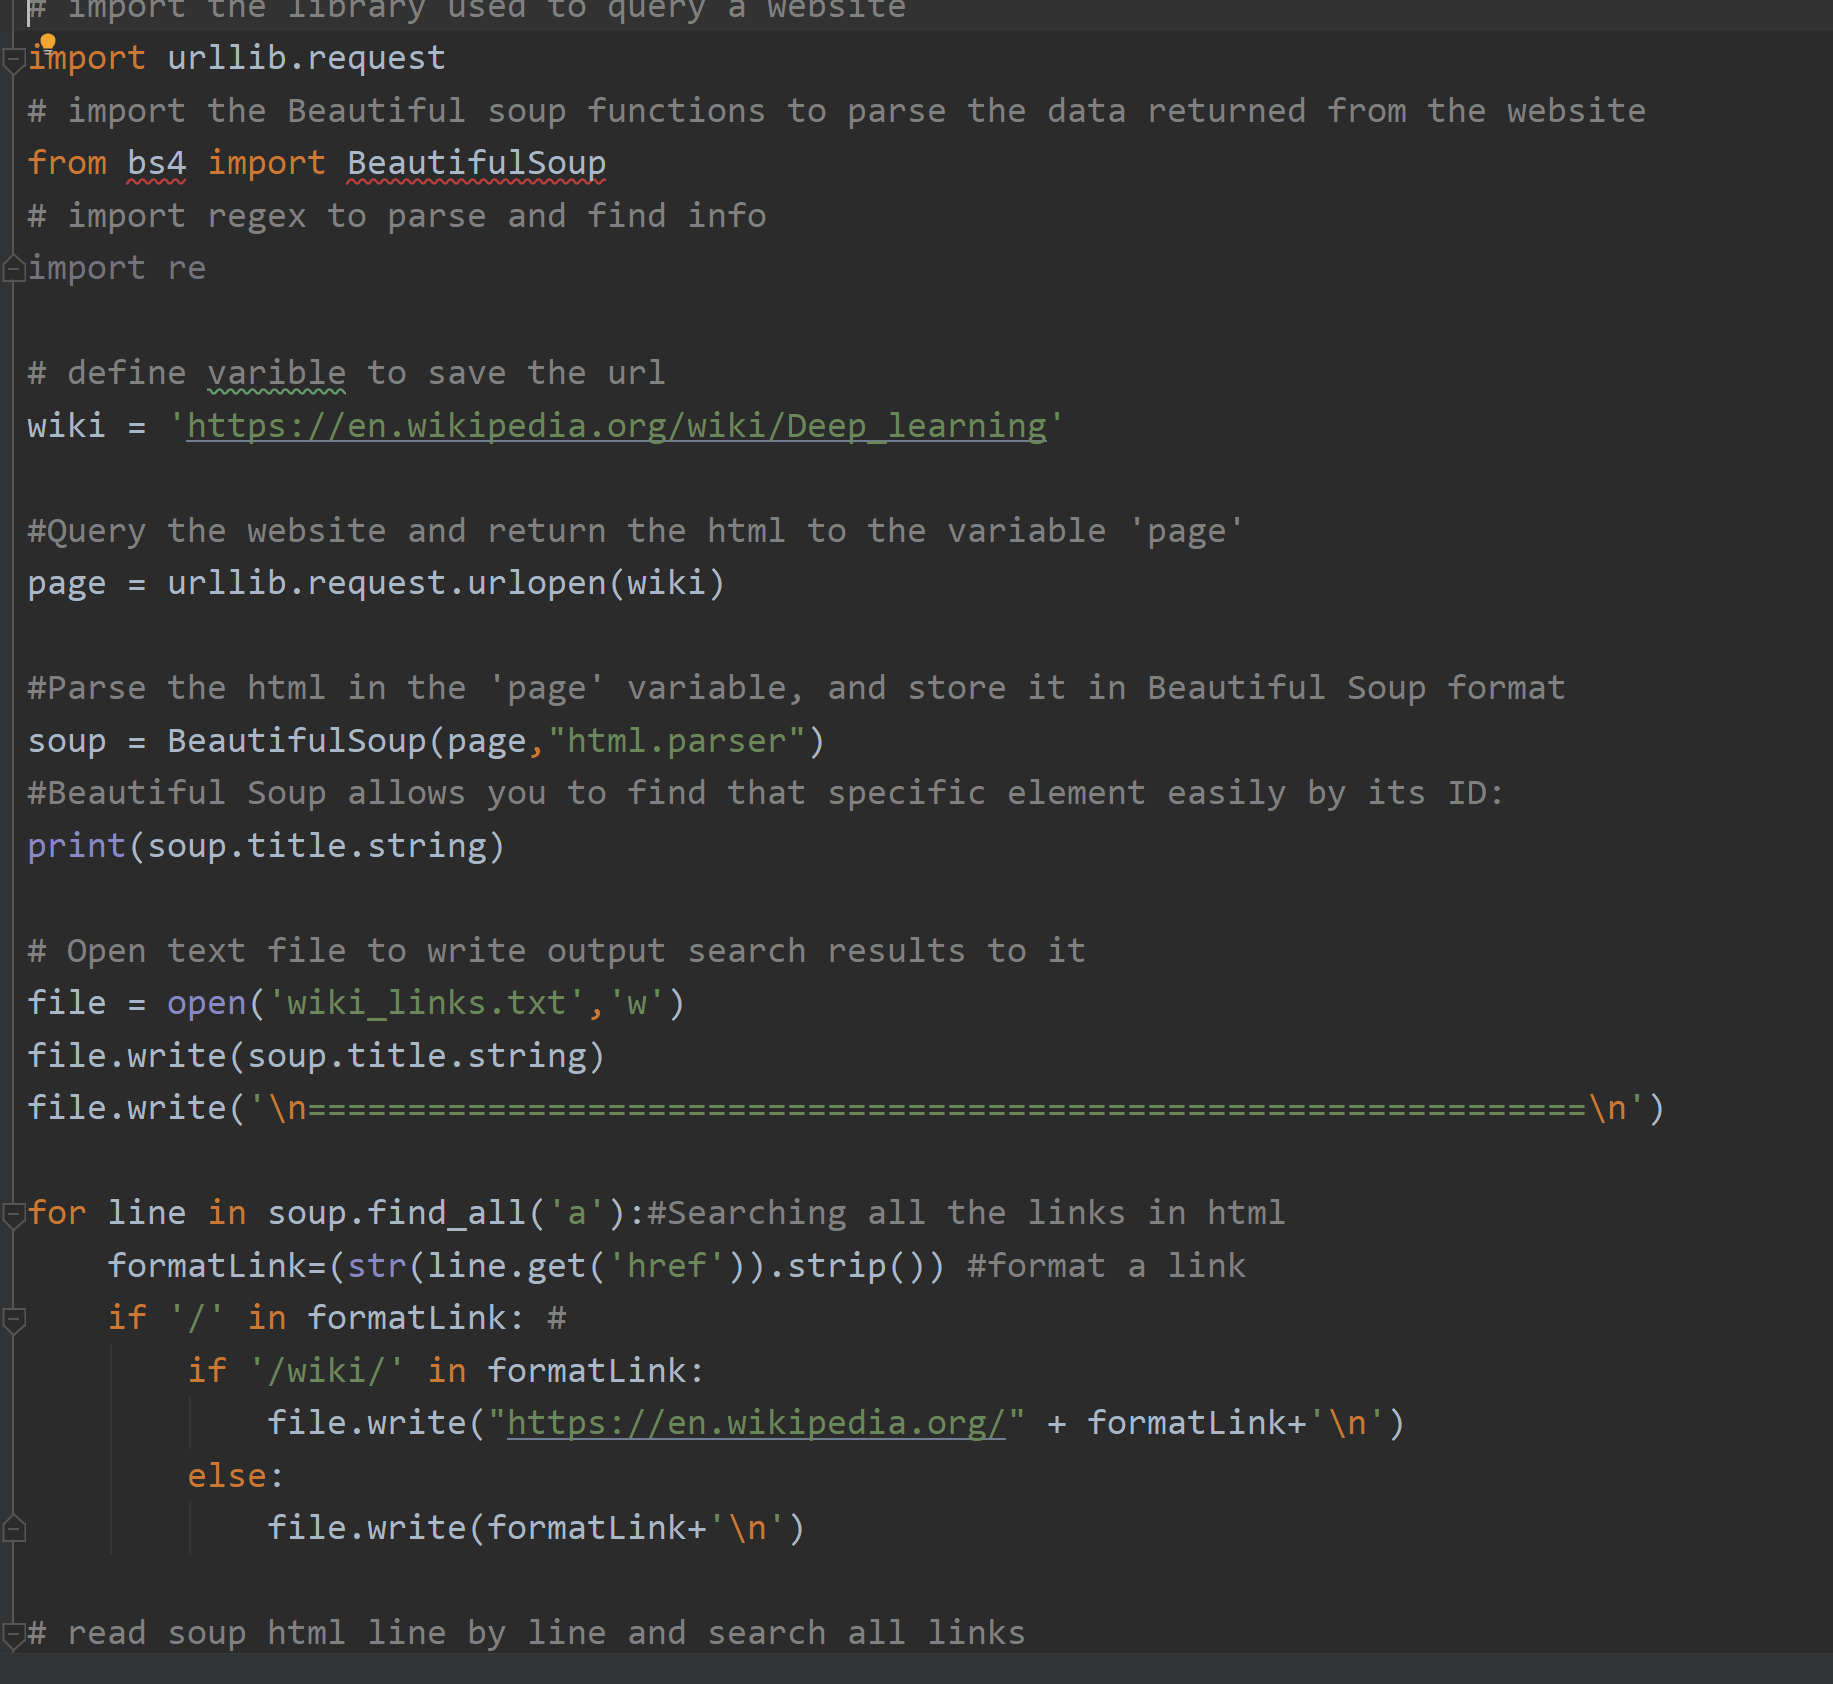 # import the library used to query a website
import urllib.request
# import the Beautiful soup functions to parse the data returned from the website
from bs4 import BeautifulSoup
# import regex to parse and find info
import re
# define varible to save the url
wiki = 'https://en.wikipedia.org/wiki/Deep_learning'
#Query the website and return the html to the variable 'page'
page = urllib.request.urlopen(wiki)
#Parse the html in the 'page' variable, and store it in Beautiful Soup format
soup = BeautifulSoup(page,"html.parser")
#Beautiful Soup allows you to find that specific element easily by its ID:
print(soup.title.string)
# Open text file to write output search results to it
file = open('wiki_links.txt','w')
file.write(soup.title.string)
file.write('\n================================================================\n')
for line in soup.find_all('a'):#Searching all the links in html
    formatLink=(str(line.get('href')).strip()) #format a link
    if '/' in formatLink: #
        if '/wiki/' in formatLink:
            file.write("https://en.wikipedia.org/" + formatLink+'\n')
        else:
            file.write(formatLink+'\n')
# read soup html line by line and search all links